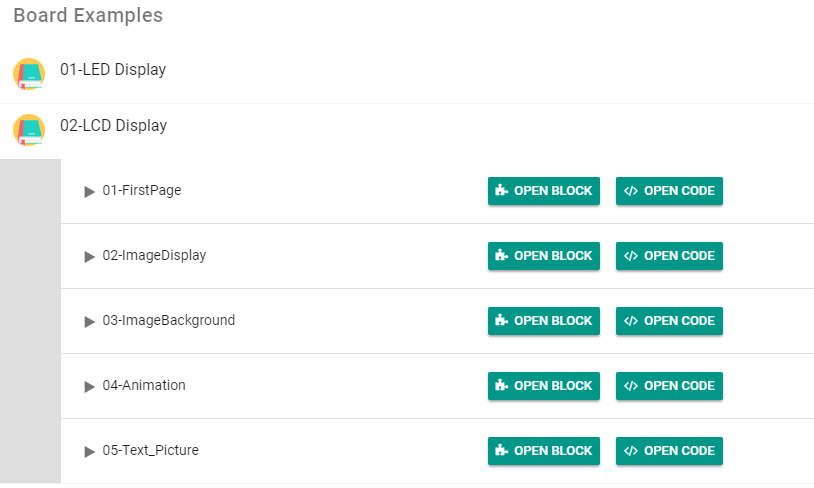 Board Examples
01-LED Display
02-LCD Display
01-FirstPage OPEN BLOCK OPEN CODE
02-ImageDisplay OPEN BLOCK OPEN CODE
03-ImageBackground OPEN BLOCK OPEN CODE
04-Animation OPEN BLOCK OPEN CODE
05-Text_Picture OPEN BLOCK OPEN CODE